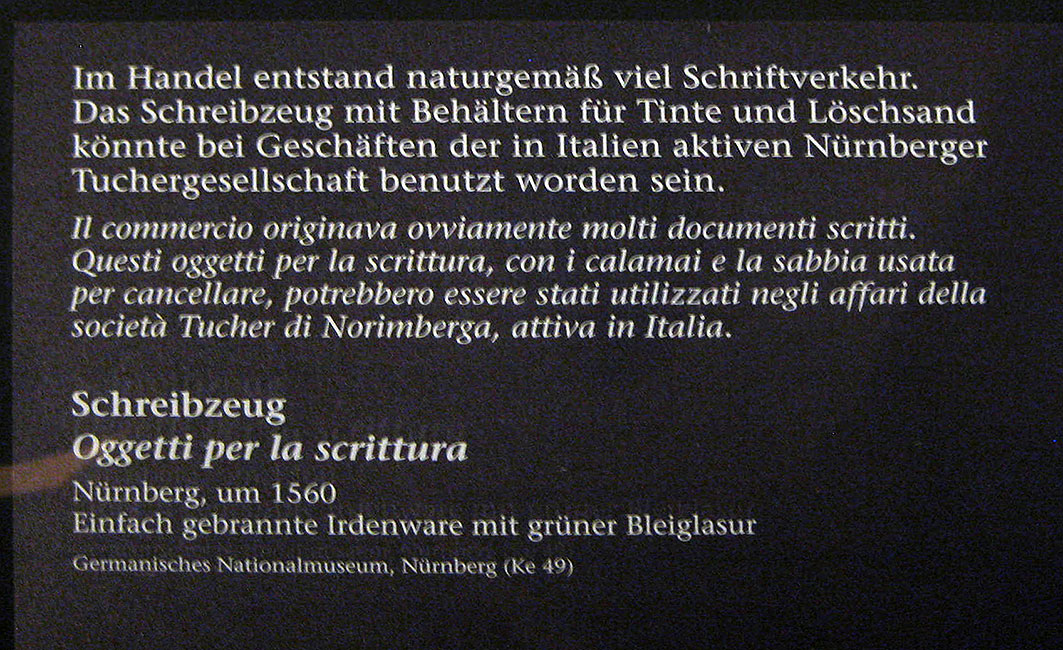 Im Handel entstand naturgemäß viel Schriftverkehr.
Das Schreibzeug mit Behältern für Tinte und Löschsand
könnte bei Geschäften der in Italien aktiven Nürnberger
Tuchergesellschaft benutzt worden sein.
Il commercio originava ovviamente molti documenti scritti.
Questi oggetti per la scrittura, con i calamai e la sabbia usata
per cancellare, potrebbero essere stati utilizzati negli affari della
società Tucher di Norimberga, attiva in Italia.
Schreibzeug
Oggetti per la scrittura
Nürnberg, um 1560
Einfach gebrannte Irdenware mit grüner Bleiglasur
Germanisches Nationalmuseum, Nürnberg (Ke 49)